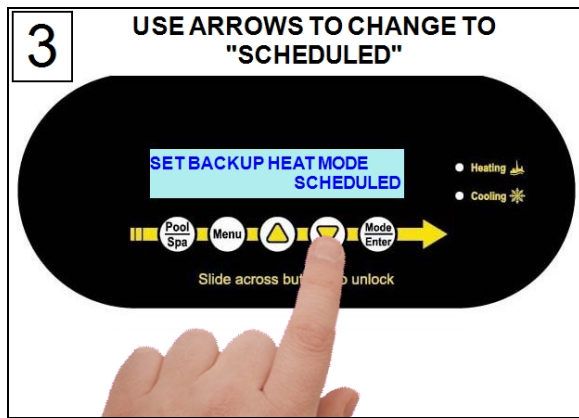 3
USE ARROWS TO CHANGE TO
"SCHEDULED"
SET BACKUP HEAT MODE
SCHEDULED
Heating
Cooling
Pool
Spa
Menu
Mode
Enter
Slide across but o unlock